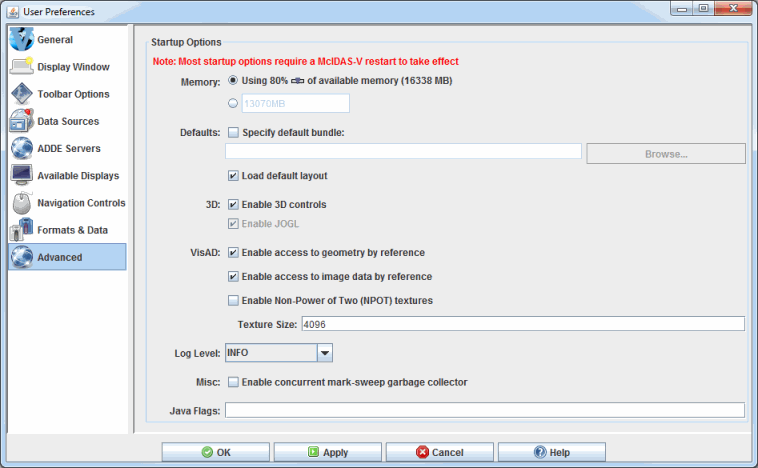 User Preferences
General
Display Window
Toolbar Options
Data Sources
ADDE Servers
Available Displays
Navigation Controls
Formats & Data
Advanced
Startup Options
Note: Most startup options require a McIDAS-V restart to take effect
Memory: Using 80% of available memory (16338 MB)
13070MB
Defaults: Specify default bundle:
Browse...
Load default layout
3D: Enable 3D controls
Enable JOGL
VisAD: Enable access to geometry by reference
Enable access to image data by reference
Enable Non-Power of Two (NPOT) textures
Texture Size: 4096
Log Level: INFO
Misc: Enable concurrent mark-sweep garbage collector
Java Flags:
OK Apply Cancel Help